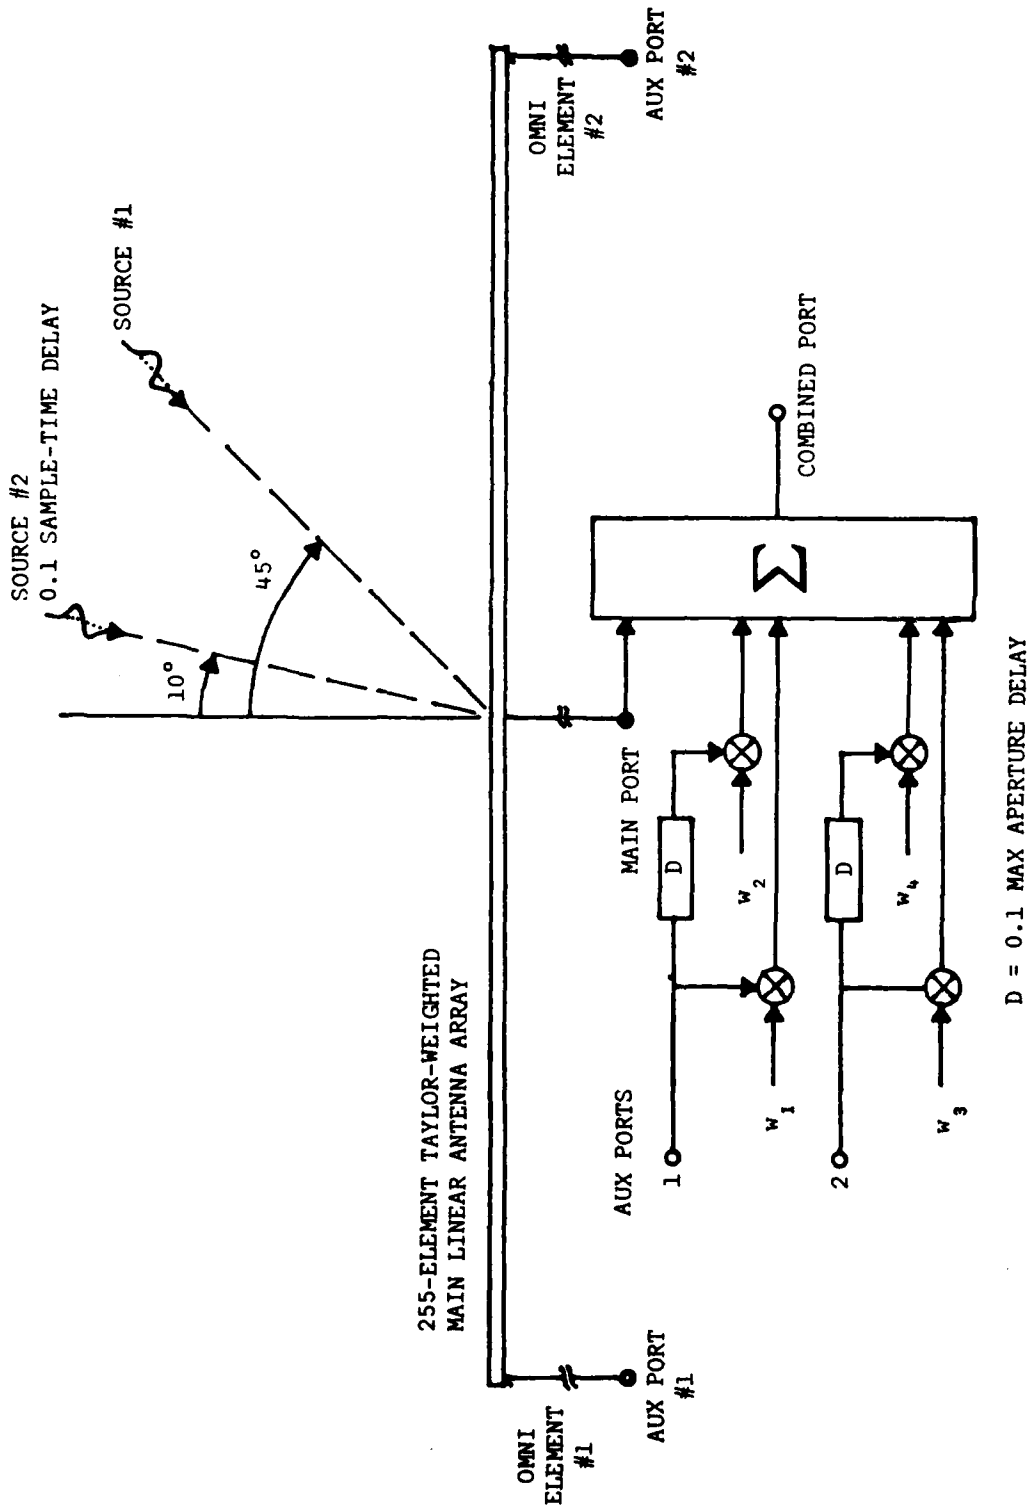 SOURCE #2
0.1 SAMPLE-TIME DELAY
SOURCE #1
10°
45°
255-ELEMENT TAYLOR-WEIGHTED
MAIN LINEAR ANTENNA ARRAY
OMNI
ELEMENT
#1
AUX PORT
#1
OMNI
ELEMENT
#2
AUX PORT
#2
MAIN PORT
AUX PORTS
1
D
w2
w1
2
D
w4
w3
Σ
COMBINED PORT
D = 0.1 MAX APERTURE DELAY